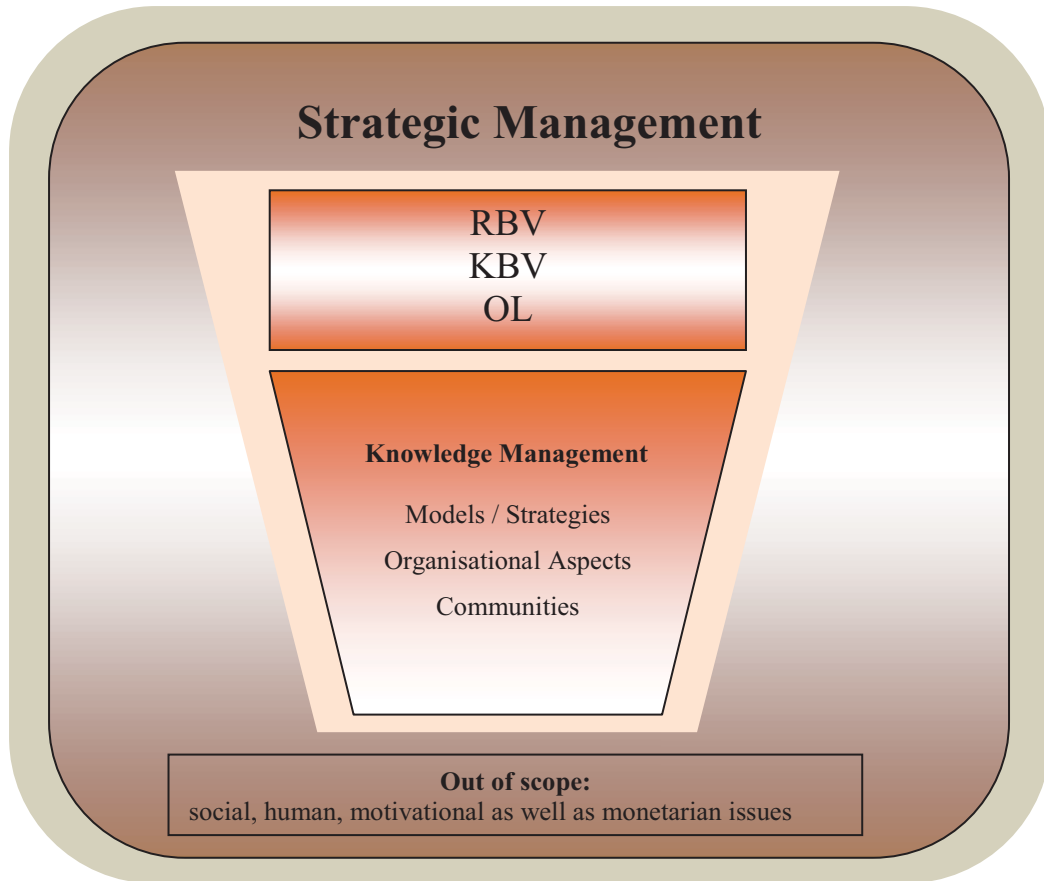 Strategic Management
RBV
KBV
OL
Knowledge Management
Models / Strategies
Organisational Aspects
Communities
Out of scope:
social, human, motivational as well as monetarian issues